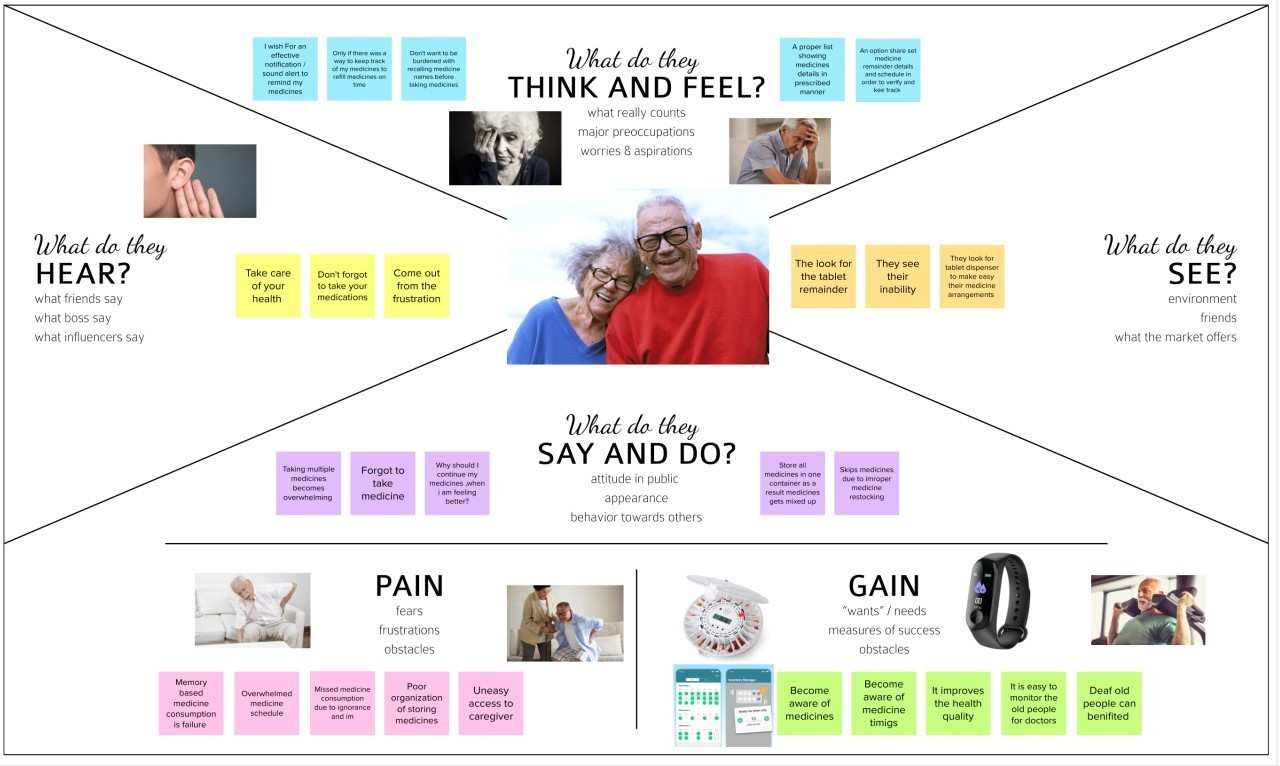 I wish For an
effective
notification /
sound alert to
remind my
medicines
Only if there was a
way to keep track
of my medicines to
refill medicines on
time
Don't want to be
burdened with
recalling medicine
names before
taking medicines
What do they
THINK AND FEEL?
what really counts
major preoccupations
worries & aspirations
A proper list
showing
medicines
details in
prescribed
manner
An option share set
medicine
remainder details
and schedule in
order to verify and
kee track
What do they
HEAR?
what friends say
what boss say
what influencers say
Take care
of your
health
Don't forgot
to take your
medications
Come out
from the
frustration
The look for
the tablet
remainder
They see
their
inability
They look for
tablet dispenser
to make easy
their medicine
arrangements
What do they
SEE?
environment
friends
what the market offers
What do they
SAY AND DO?
attitude in public
appearance
behavior towards others
Taking multiple
medicines
becomes
overwhelming
Forgot to
take
medicine
Why should I
continue my
medicines ,when
i am feeling
better?
Store all
medicines in one
container as a
result medicines
gets mixed up
Skips medicines
due to imroper
medicine
restocking
PAIN
fears
frustrations
obstacles
Memory
based
medicine
consumption
is failure
Overwhelmed
medicine
schedule
Missed medicine
consumption
due to ignorance
and im
Poor
organization
of storing
medicines
Uneasy
access to
caregiver
GAIN
"wants" / needs
measures of success
obstacles
Inventory Manager
Become
aware of
medicines
Become
aware of
medicine
timigs
It improves
the health
quality
It is easy to
monitor the
old people
for doctors
Deaf old
people can
benifited